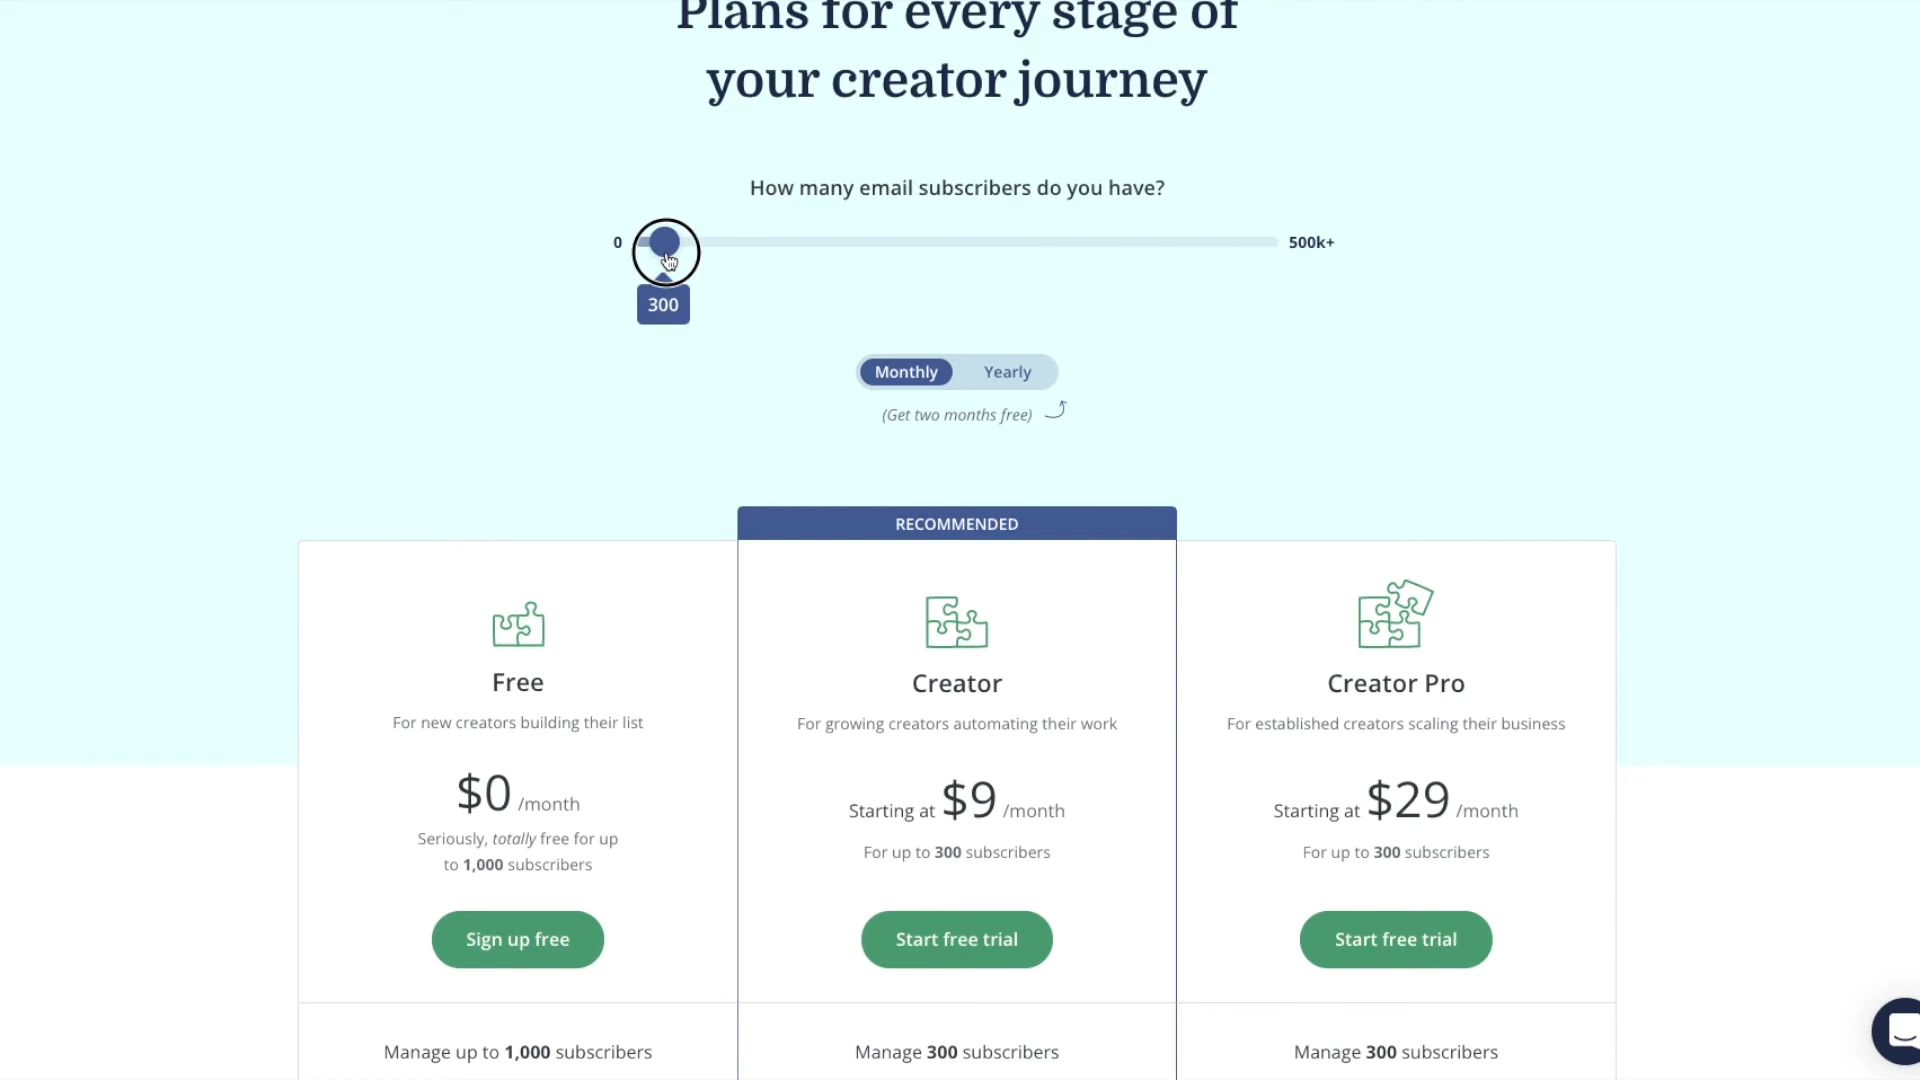 Plans for every stage of
your creator journey
How many email subscribers do you have?
0
500k+
300
Monthly
Yearly
(Get two months free)
RECOMMENDED
Free
For new creators building their list
$0 /month
Seriously, totally free for up
to 1,000 subscribers
Sign up free
Manage up to 1,000 subscribers
Creator
For growing creators automating their work
Starting at $9 /month
For up to 300 subscribers
Start free trial
Manage 300 subscribers
Creator Pro
For established creators scaling their business
Starting at $29 /month
For up to 300 subscribers
Start free trial
Manage 300 subscribers